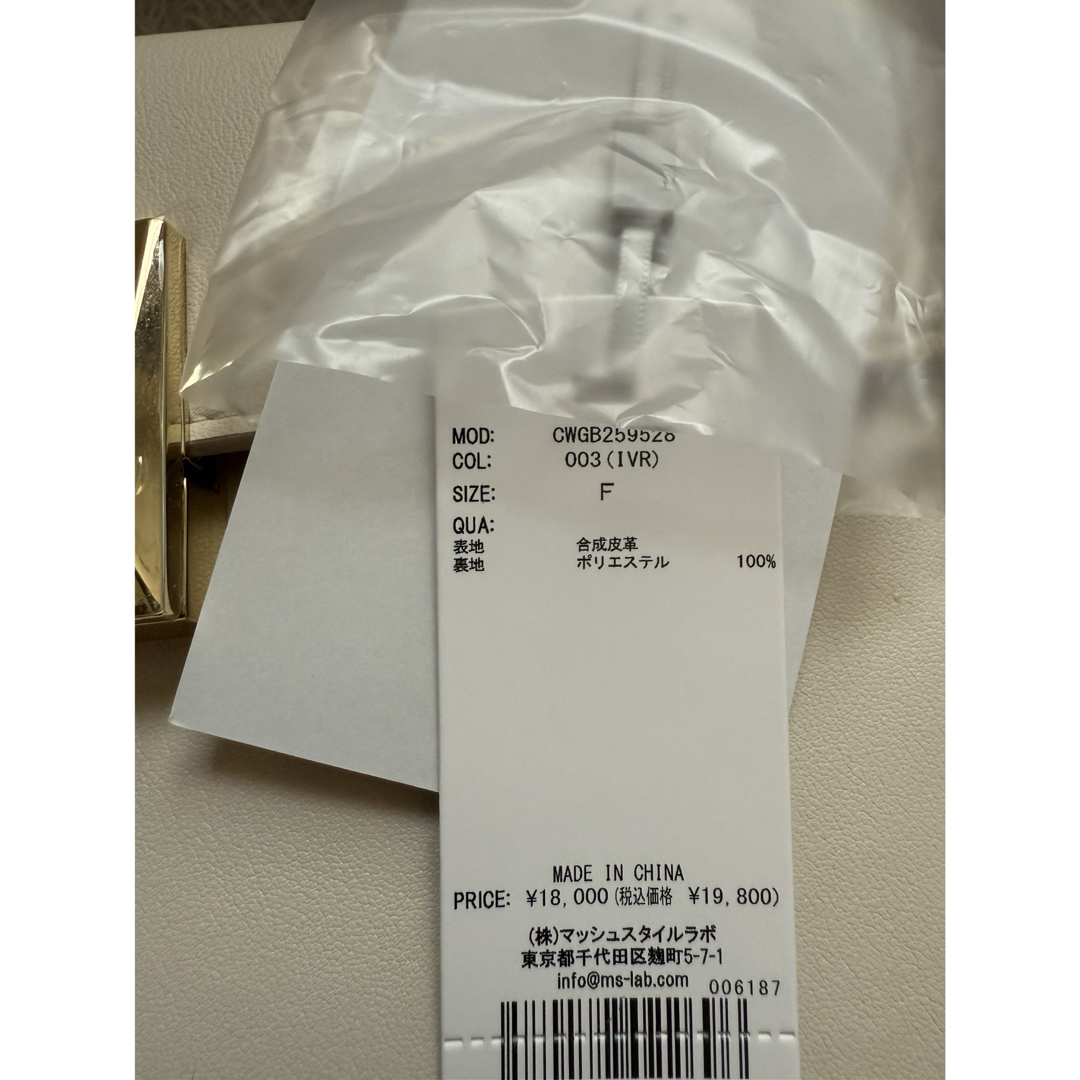 MOD: CWGB259528
COL: 003(IVR)
SIZE: F
QUA:
表地 合成皮革
裏地 ポリエステル 100%
MADE IN CHINA
PRICE: ¥18,000(税込価格 ¥19,800)
(株)マッシュスタイルラボ
東京都千代田区麹町5-7-1
info@ms-lab.com 006187